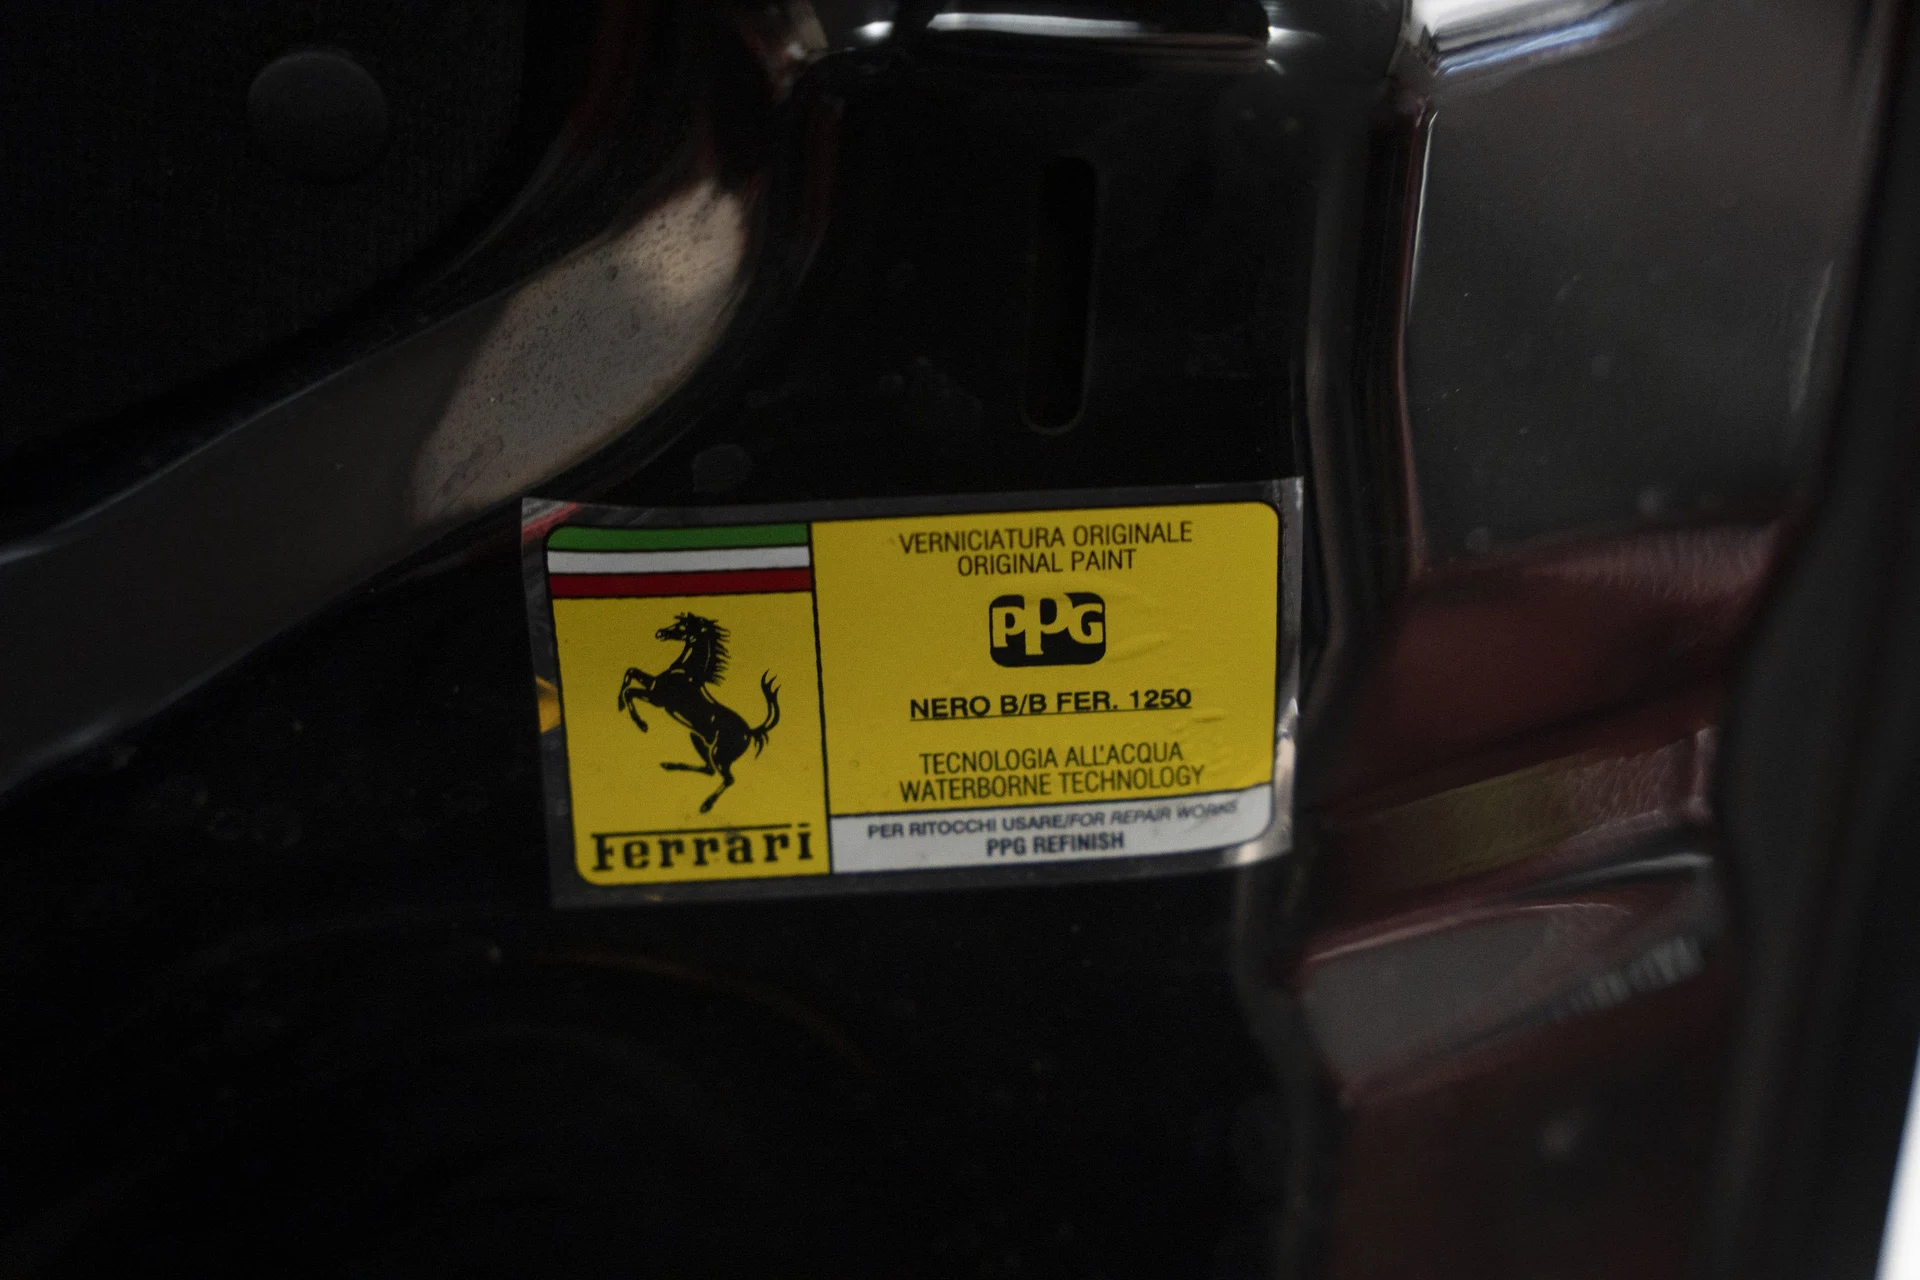 Ferrari
VERNICIATURA ORIGINALE
ORIGINAL PAINT
PPG
NERO B/B FER. 1250
TECNOLOGIA ALL'ACQUA
WATERBORNE TECHNOLOGY
PER RITOCCHI USARE/FOR REPAIR WORKS
PPG REFINISH